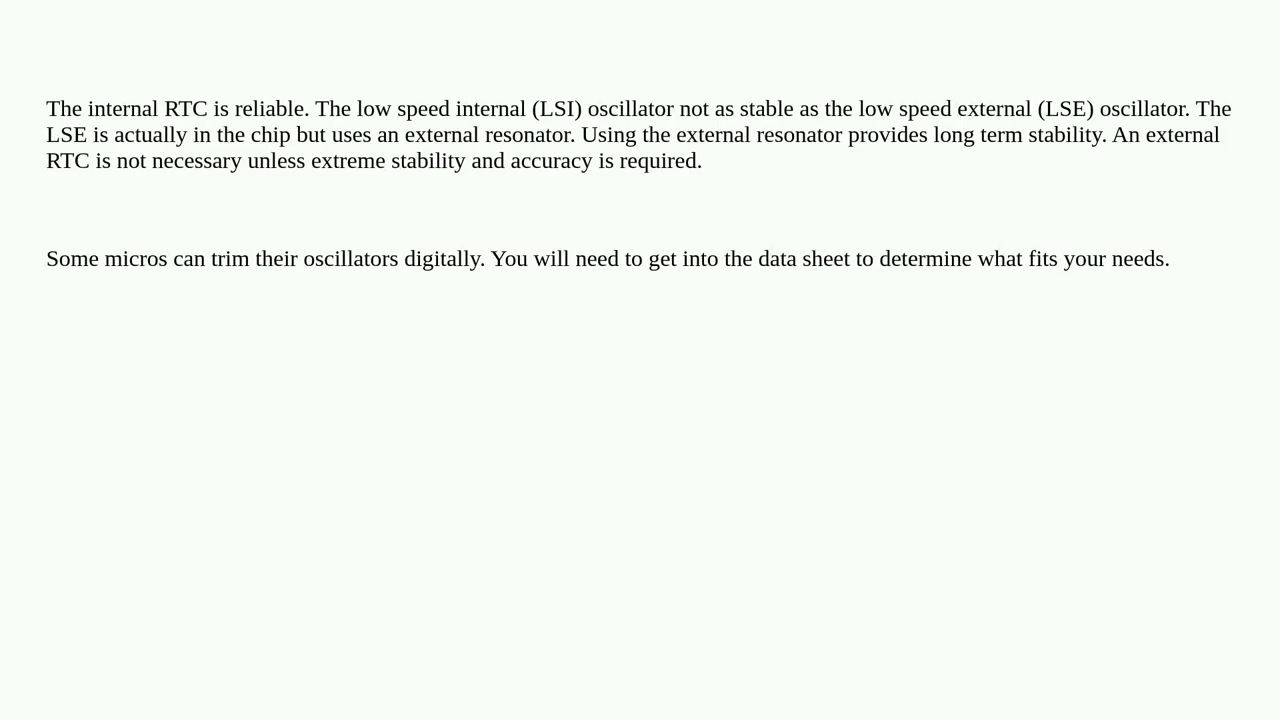 The internal RTC is reliable. The low speed internal (LSI) oscillator not as stable as the low speed external (LSE) oscillator. The
LSE is actually in the chip but uses an external resonator. Using the external resonator provides long term stability. An external
RTC is not necessary unless extreme stability and accuracy is required.
Some micros can trim their oscillators digitally. You will need to get into the data sheet to determine what fits your needs.